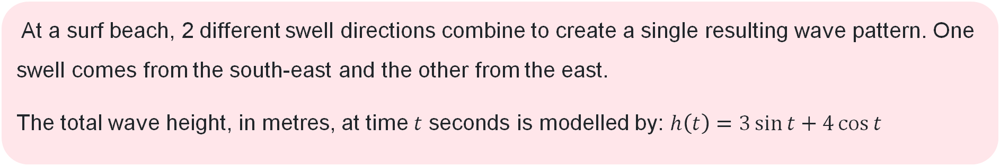 At a surf beach, 2 different swell directions combine to create a single resulting wave pattern. One
swell comes from the south-east and the other from the east.
The total wave height, in metres, at time 𝑡 seconds is modelled by: ℎ(𝑡) = 3 sin 𝑡 + 4 cos 𝑡